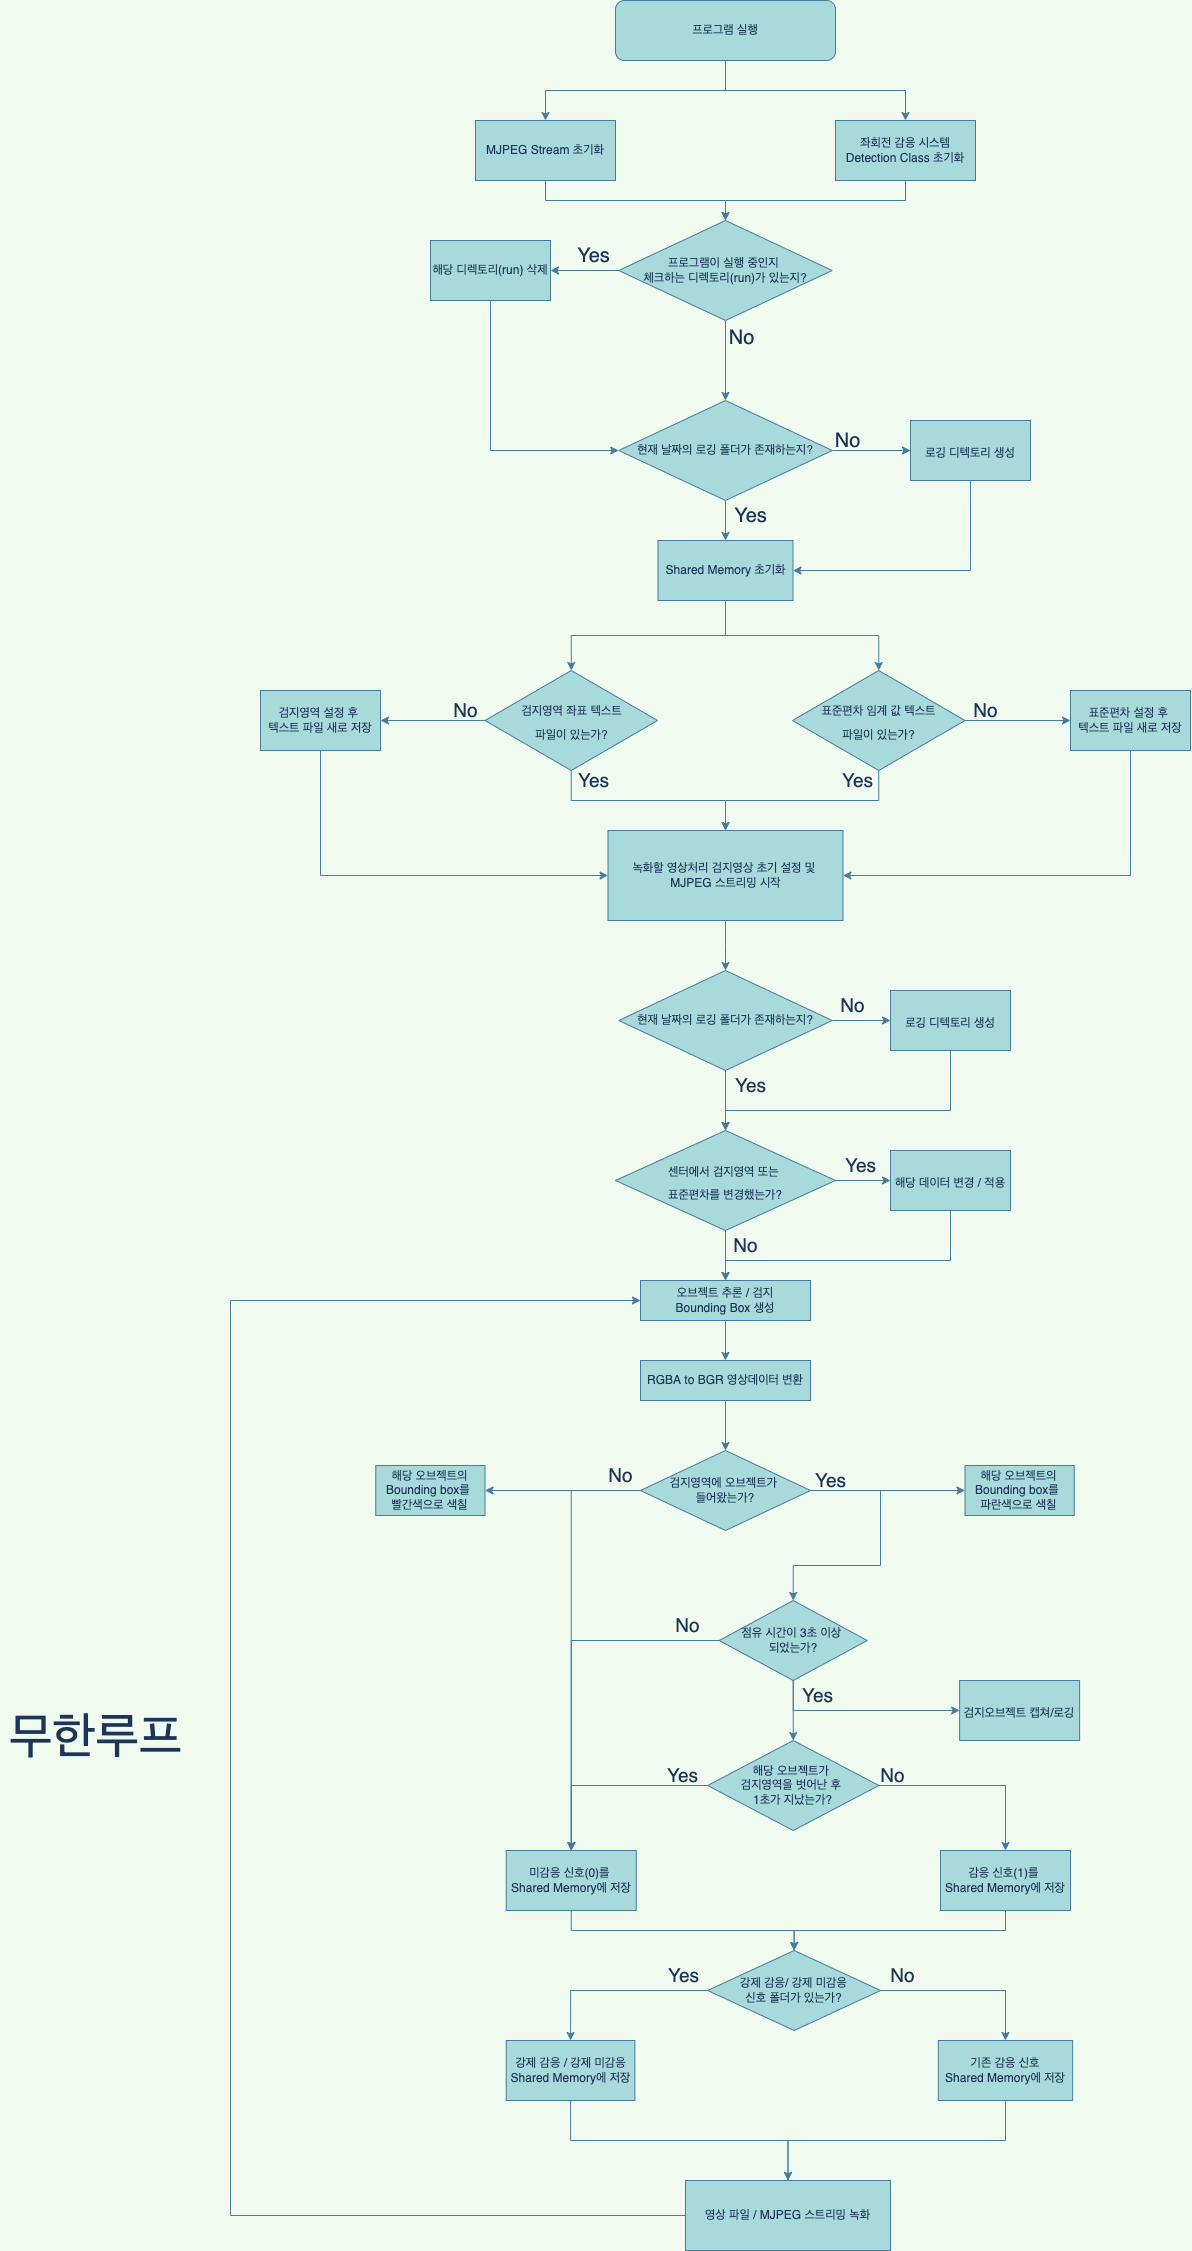 프로그램 실행
MJPEG Stream 초기화
좌회전 감응 시스템
Detection Class 초기화
프로그램이 실행 중인지
체크하는 디렉토리(run)가 있는지?
Yes
해당 디렉토리(run) 삭제
No
현재 날짜의 로깅 폴더가 존재하는지?
No
로깅 디텍토리 생성
Yes
Shared Memory 초기화
검지영역 좌표 텍스트
파일이 있는가?
No
검지영역 설정 후
텍스트 파일 새로 저장
Yes
표준편차 임계 값 텍스트
파일이 있는가?
No
표준편차 설정 후
텍스트 파일 새로 저장
Yes
녹화할 영상처리 검지영상 초기 설정 및
MJPEG 스트리밍 시작
현재 날짜의 로깅 폴더가 존재하는지?
No
로깅 디텍토리 생성
Yes
센터에서 검지영역 또는
표준편차를 변경했는가?
Yes
해당 데이터 변경 / 적용
No
오브젝트 추론 / 검지
Bounding Box 생성
RGBA to BGR 영상데이터 변환
검지영역에 오브젝트가
들어왔는가?
No
해당 오브젝트의
Bounding box를
빨간색으로 색칠
Yes
해당 오브젝트의
Bounding box를
파란색으로 색칠
점유 시간이 3초 이상
되었는가?
No
Yes
검지오브젝트 캡쳐/로깅
무한루프
해당 오브젝트가
검지영역을 벗어난 후
1초가 지났는가?
Yes
No
미감응 신호(0)를
Shared Memory에 저장
감응 신호(1)를
Shared Memory에 저장
강제 감응/ 강제 미감응
신호 폴더가 있는가?
Yes
No
강제 감응 / 강제 미감응
Shared Memory에 저장
기존 감응 신호
Shared Memory에 저장
영상 파일 / MJPEG 스트리밍 녹화